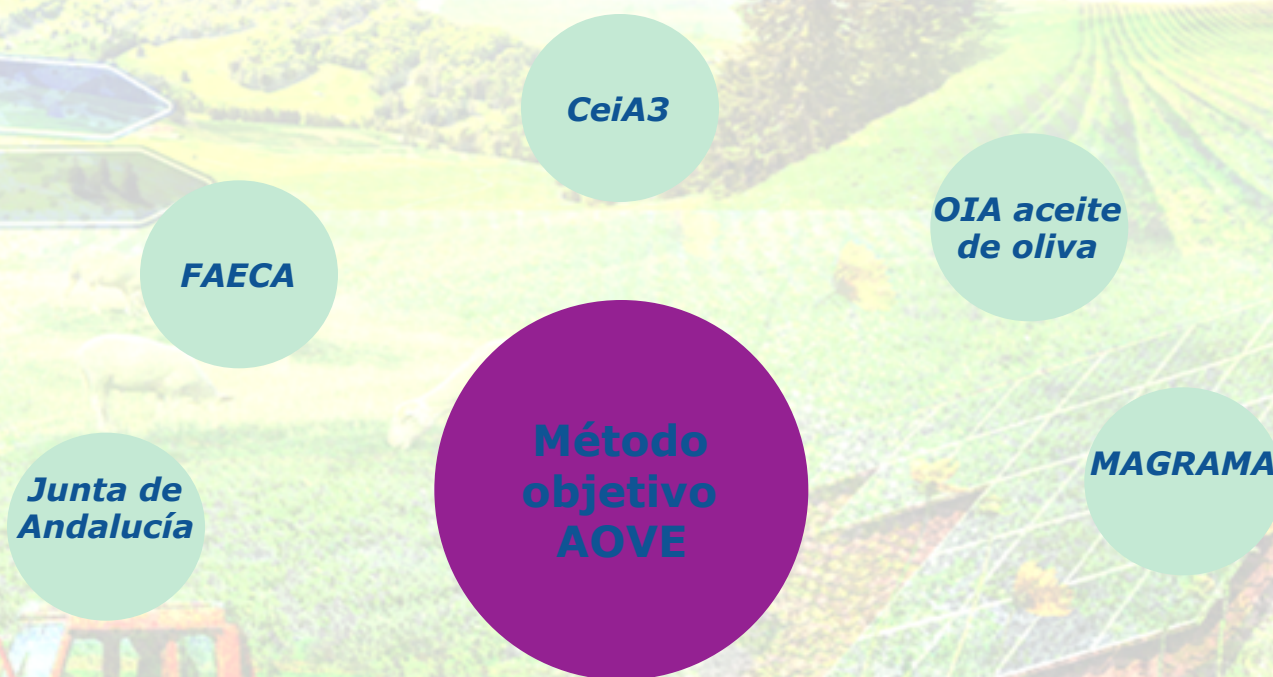 CeiA3
OIA aceite
de oliva
FAECA
Método
objetivo
AOVE
MAGRAMA
Junta de
Andalucía